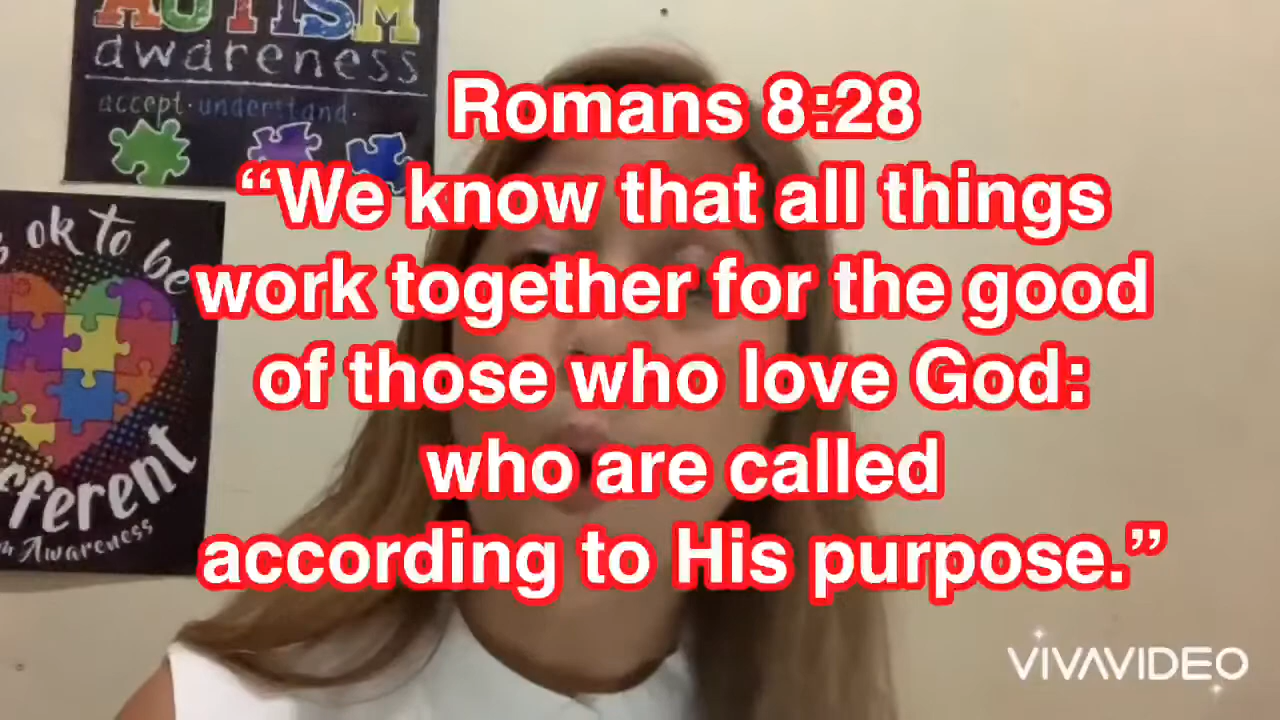 AUTISM
awareness
accept·understand·
ok to be
fferent
Awareness
Romans 8:28
“We know that all things
work together for the good
of those who love God:
who are called
according to His purpose.”
VIVAVIDEO